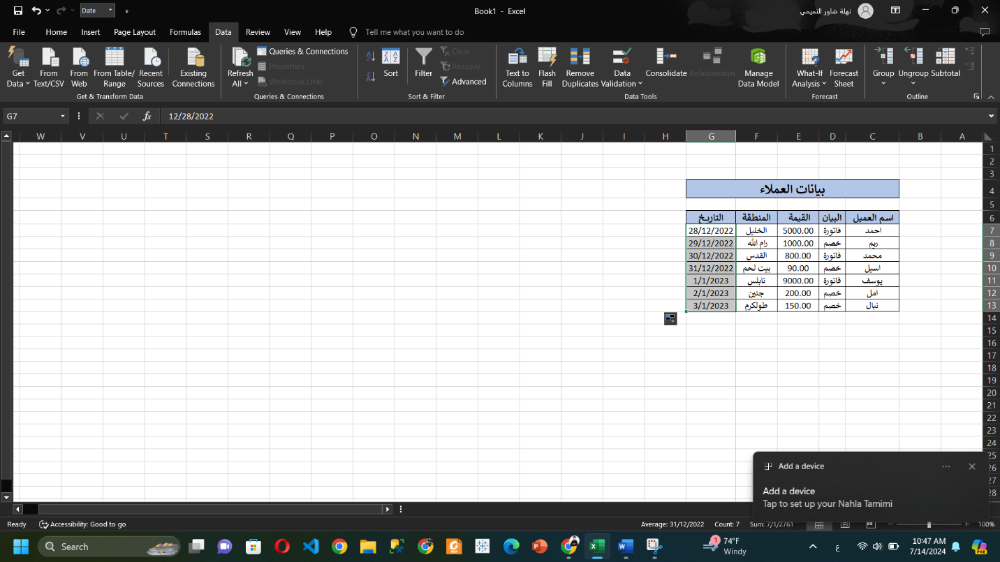 Date
Book1 - Excel
نهلة شاور التميمي
File Home Insert Page Layout Formulas Data Review View Help Tell me what you want to do
Get Data
From Text/CSV
From Web
From Table/ Range
Recent Sources
Existing Connections
Get & Transform Data
Refresh All
Queries & Connections
Properties
Workbook Links
Queries & Connections
Sort
Filter
Clear
Reapply
Advanced
Sort & Filter
Text to Columns
Flash Fill
Remove Duplicates
Data Validation
Consolidate
Relationships
Manage Data Model
Data Tools
What-If Analysis
Forecast Sheet
Forecast
Group
Ungroup
Subtotal
Outline
G7 fx 12/28/2022
W V U T S R Q P O N M L K J I H G F E D C B A
1
2
3
بيانات العملاء 4
5
اسم العميل البيان القيمة المنطقة التاريخ 6
احمد فاتورة 5000.00 الخليل 28/12/2022 7
ريم خصم 1000.00 رام الله 29/12/2022 8
محمد فاتورة 800.00 القدس 30/12/2022 9
اسيل خصم 90.00 بيت لحم 31/12/2022 10
يوسف فاتورة 9000.00 نابلس 1/1/2023 11
امل خصم 200.00 جنين 2/1/2023 12
نبال خصم 150.00 طولكرم 3/1/2023 13
14
15
16
17
18
19
20
21
22
23
24
25
26
27
28
Add a device
Add a device
Tap to set up your Nahla Tamimi
Ready Accessibility: Good to go Average: 31/12/2022 Count: 7 Sum: 7/1/2761 100%
Search
1
74°F
Windy
ع
10:47 AM
7/14/2024
PRE